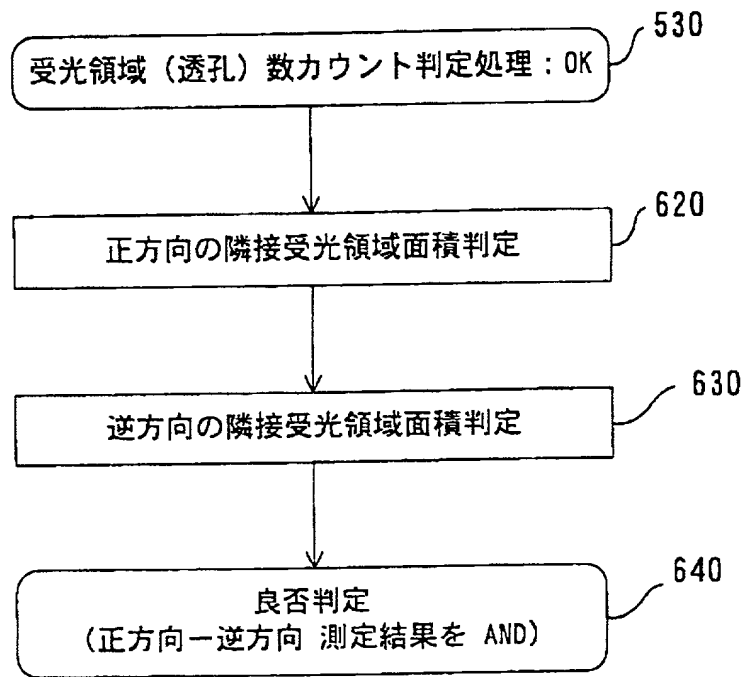 530
受光領域（透孔）数カウント判定処理：OK
620
正方向の隣接受光領域面積判定
630
逆方向の隣接受光領域面積判定
640
良否判定
(正方向ー逆方向 測定結果を AND)